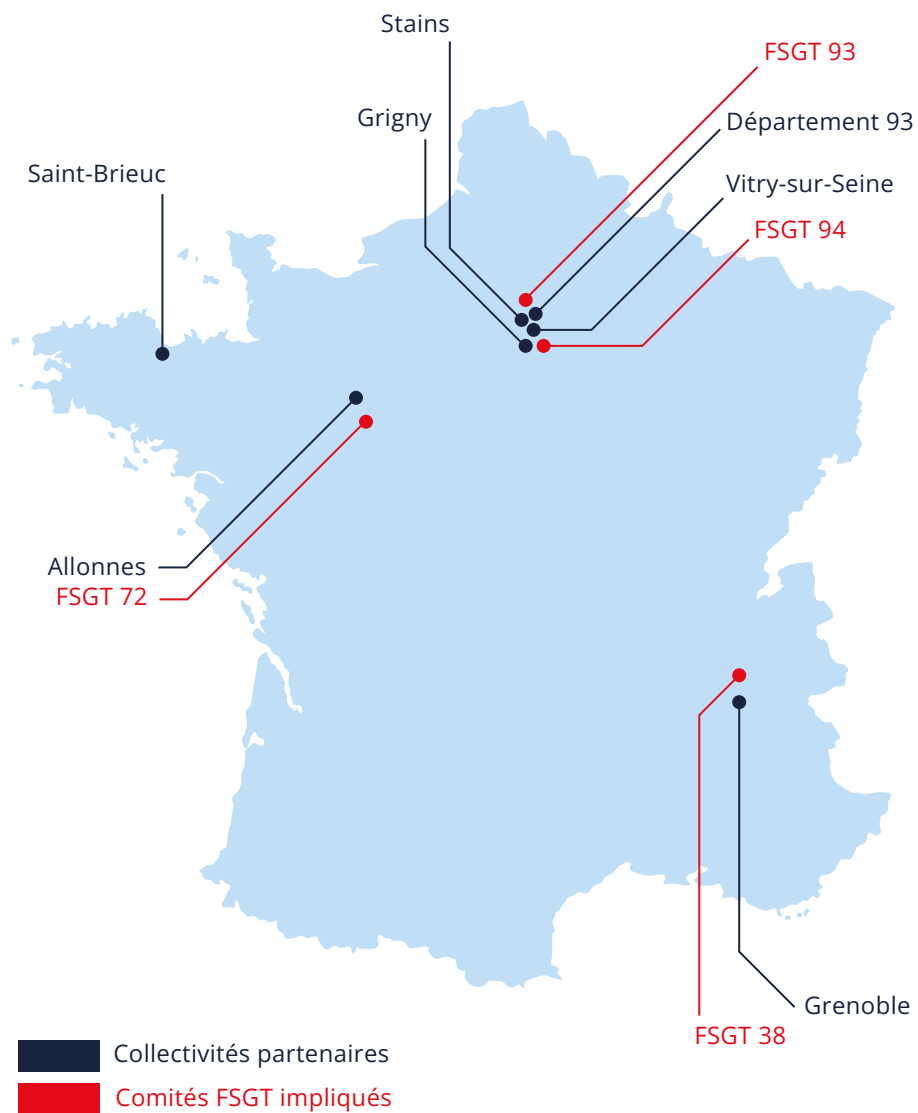 Stains
FSGT 93
Grigny
Département 93
Saint-Brieuc
Vitry-sur-Seine
FSGT 94
Allonnes
FSGT 72
Grenoble
FSGT 38
Collectivités partenaires
Comités FSGT impliqués